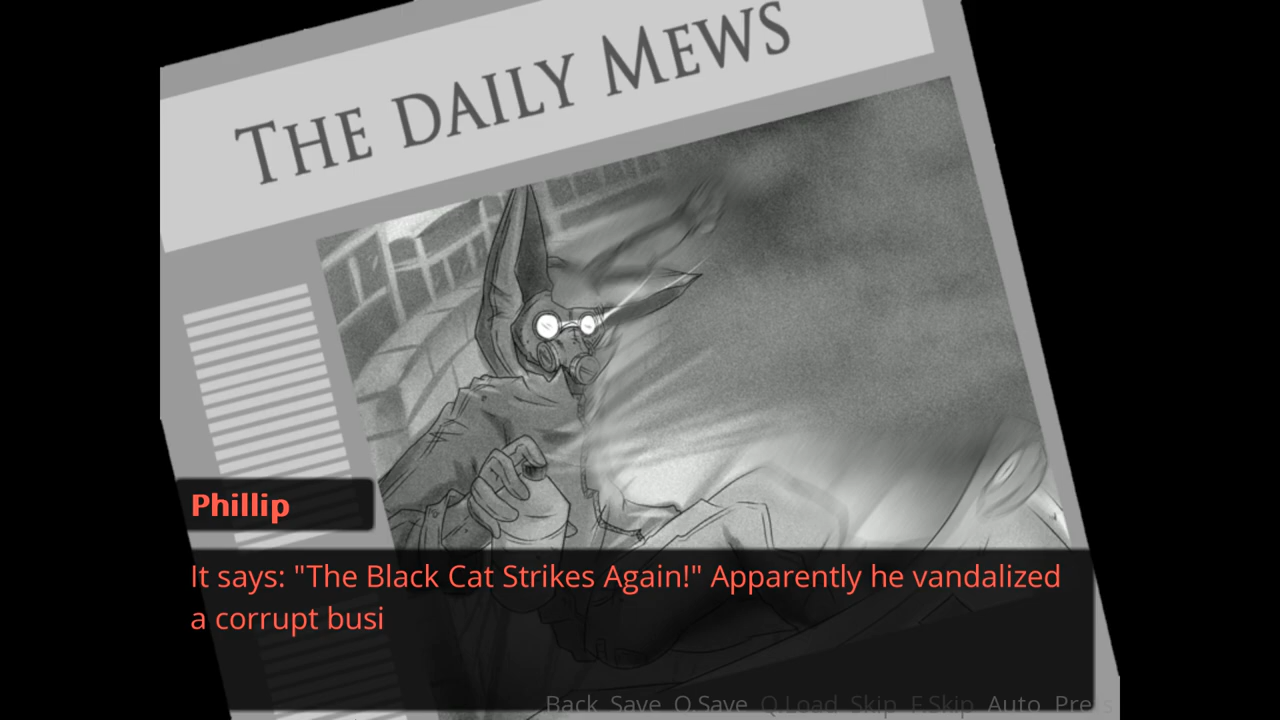 THE DAILY MEWS
Phillip
It says: "The Black Cat Strikes Again!" Apparently he vandalized
a corrupt busi
Back Save Q.Save Q.Load Skip F.Skip Auto